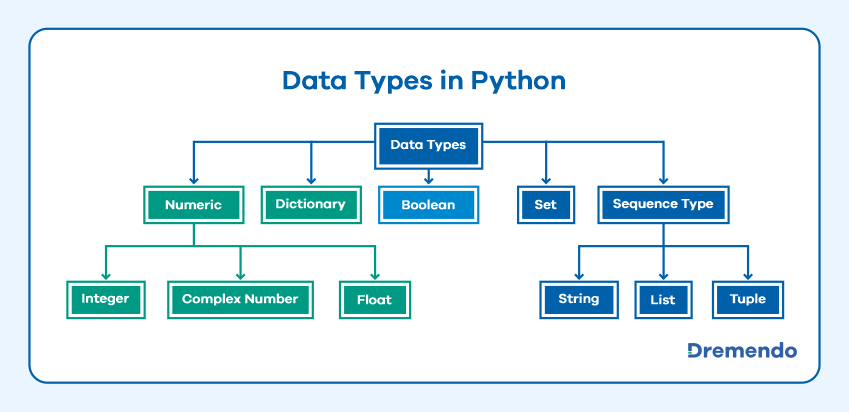 Data Types in Python
Data Types
Numeric
Dictionary
Boolean
Set
Sequence Type
Integer
Complex Number
Float
String
List
Tuple
Dremendo